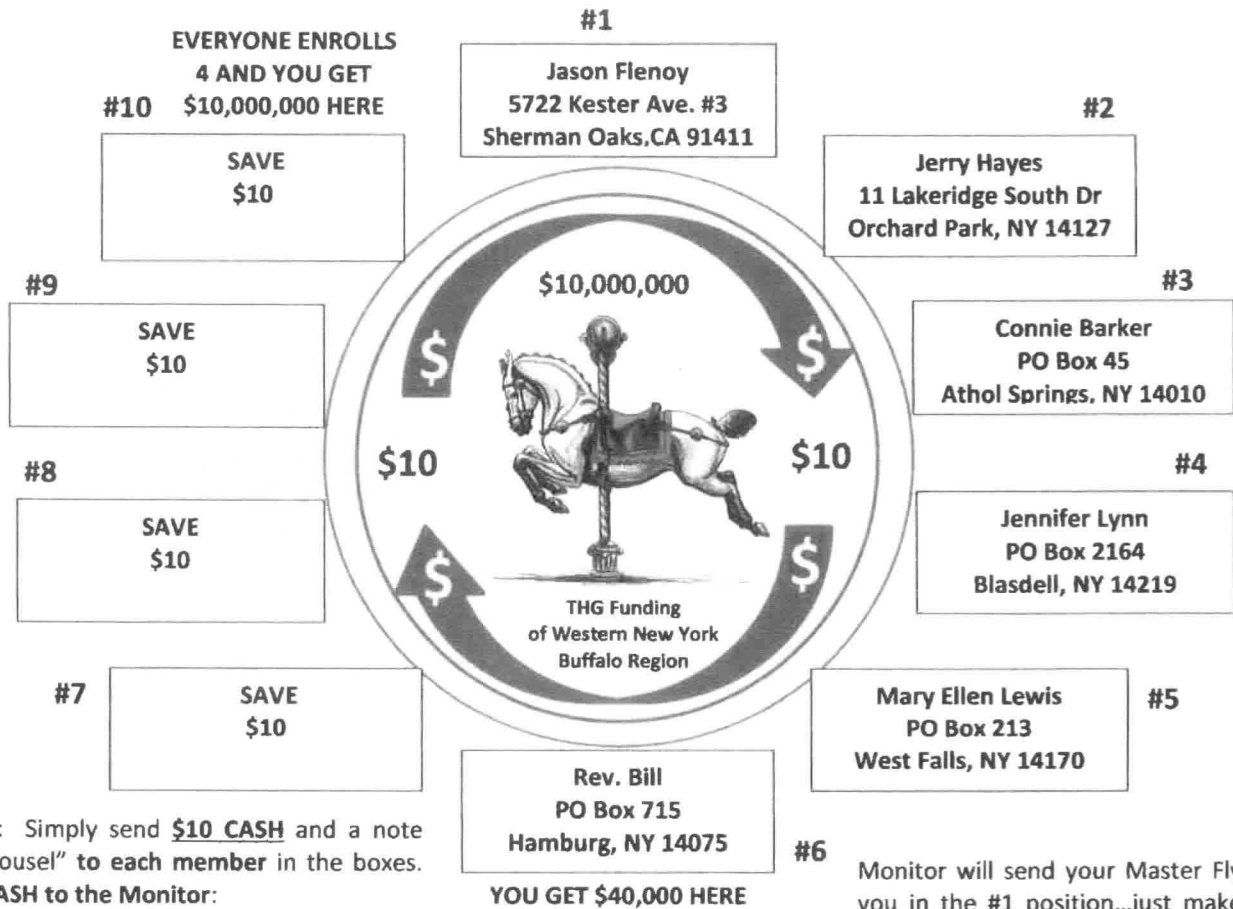 #1
EVERYONE ENROLLS
4 AND YOU GET
#10 $10,000,000 HERE
Jason Flenoy
5722 Kester Ave. #3
Sherman Oaks,CA 91411
#2
SAVE
$10
Jerry Hayes
11 Lakeridge South Dr
Orchard Park, NY 14127
#9
$10,000,000
#3
SAVE
$10
$
$
Connie Barker
PO Box 45
Athol Springs, NY 14010
$10
$10
#8
#4
SAVE
$10
Jennifer Lynn
PO Box 2164
Blasdell, NY 14219
$
$
THG Funding
of Western New York
Buffalo Region
#7
SAVE
$10
Mary Ellen Lewis
PO Box 213
West Falls, NY 14170
#5
Rev. Bill
PO Box 715
Hamburg, NY 14075
#6
YOU GET $40,000 HERE
: Simply send $10 CASH and a note
ousel” to each member in the boxes.
ASH to the Monitor:
Monitor will send your Master Fly
you in the #1 position...just make